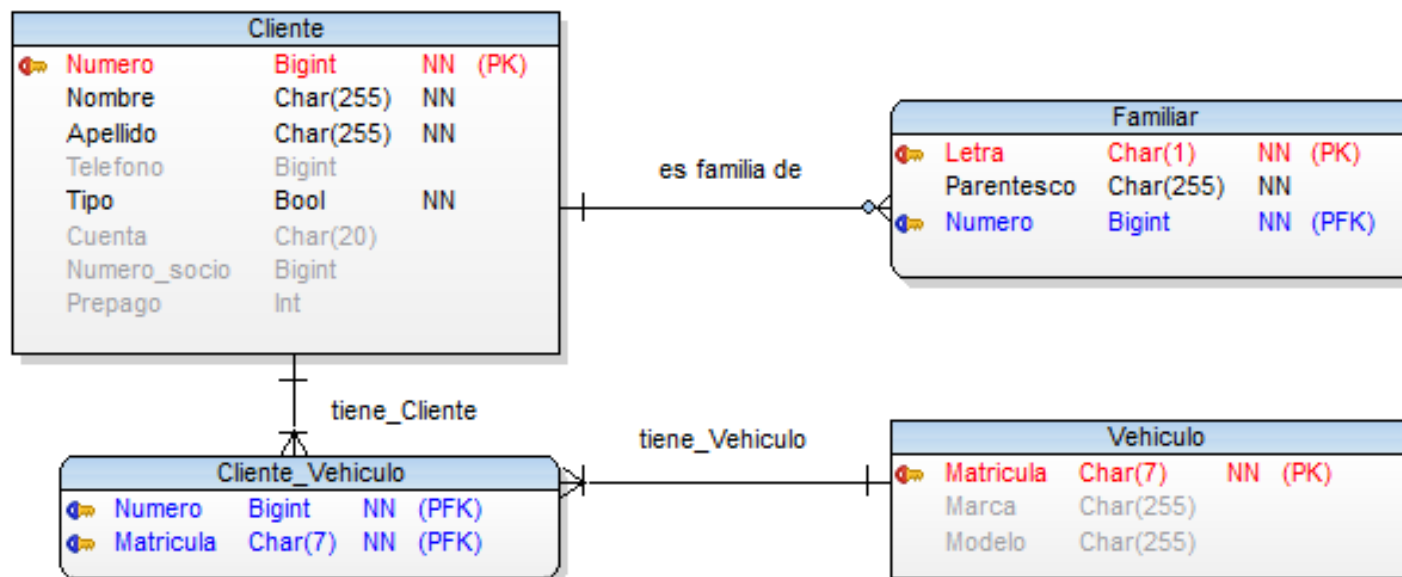 Cliente
Numero Bigint NN (PK)
Nombre Char(255) NN
Apellido Char(255) NN
Telefono Bigint
Tipo Bool NN
Cuenta Char(20)
Numero_socio Bigint
Prepago Int
es familia de
Familiar
Letra Char(1) NN (PK)
Parentesco Char(255) NN
Numero Bigint NN (PFK)
tiene_Cliente
Cliente_Vehiculo
Numero Bigint NN (PFK)
Matricula Char(7) NN (PFK)
tiene_Vehiculo
Vehiculo
Matricula Char(7) NN (PK)
Marca Char(255)
Modelo Char(255)